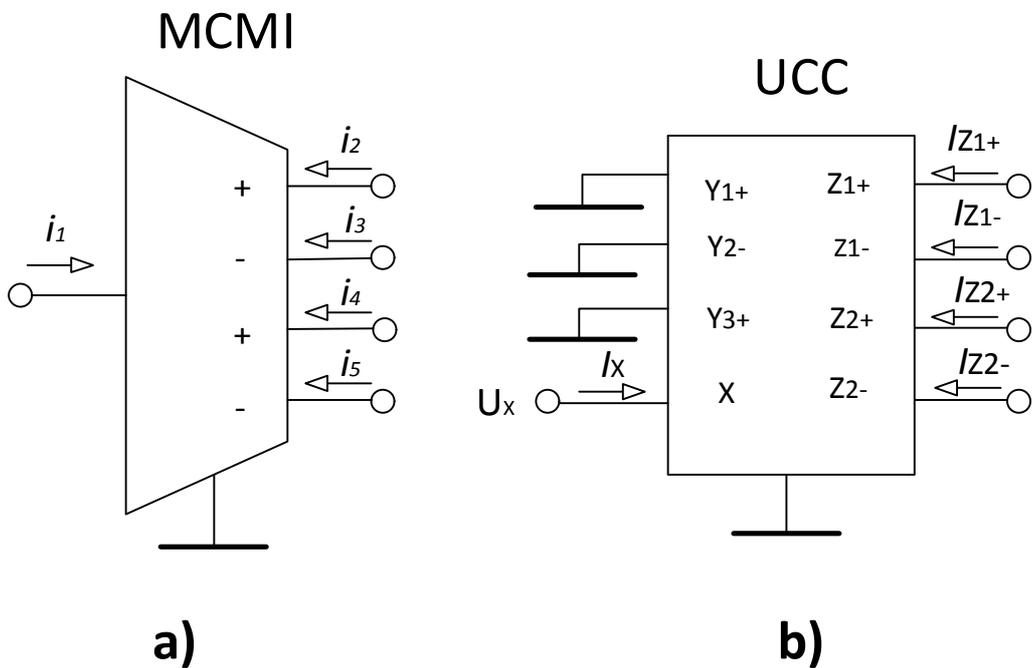 MCMI
i1
+
i2
-
i3
+
i4
-
i5
a)
UCC
Y1+
Y2-
Y3+
X
UX
IX
Z1+
IZ1+
Z1-
IZ1-
Z2+
IZ2+
Z2-
IZ2-
b)